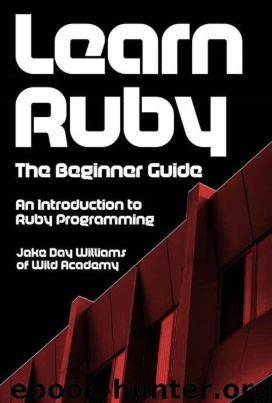 Learn
Ruby
The Beginner Guide
An Introduction to
Ruby Programming
Jake Day Williams
of Wild Academy
ebook-hunter.org